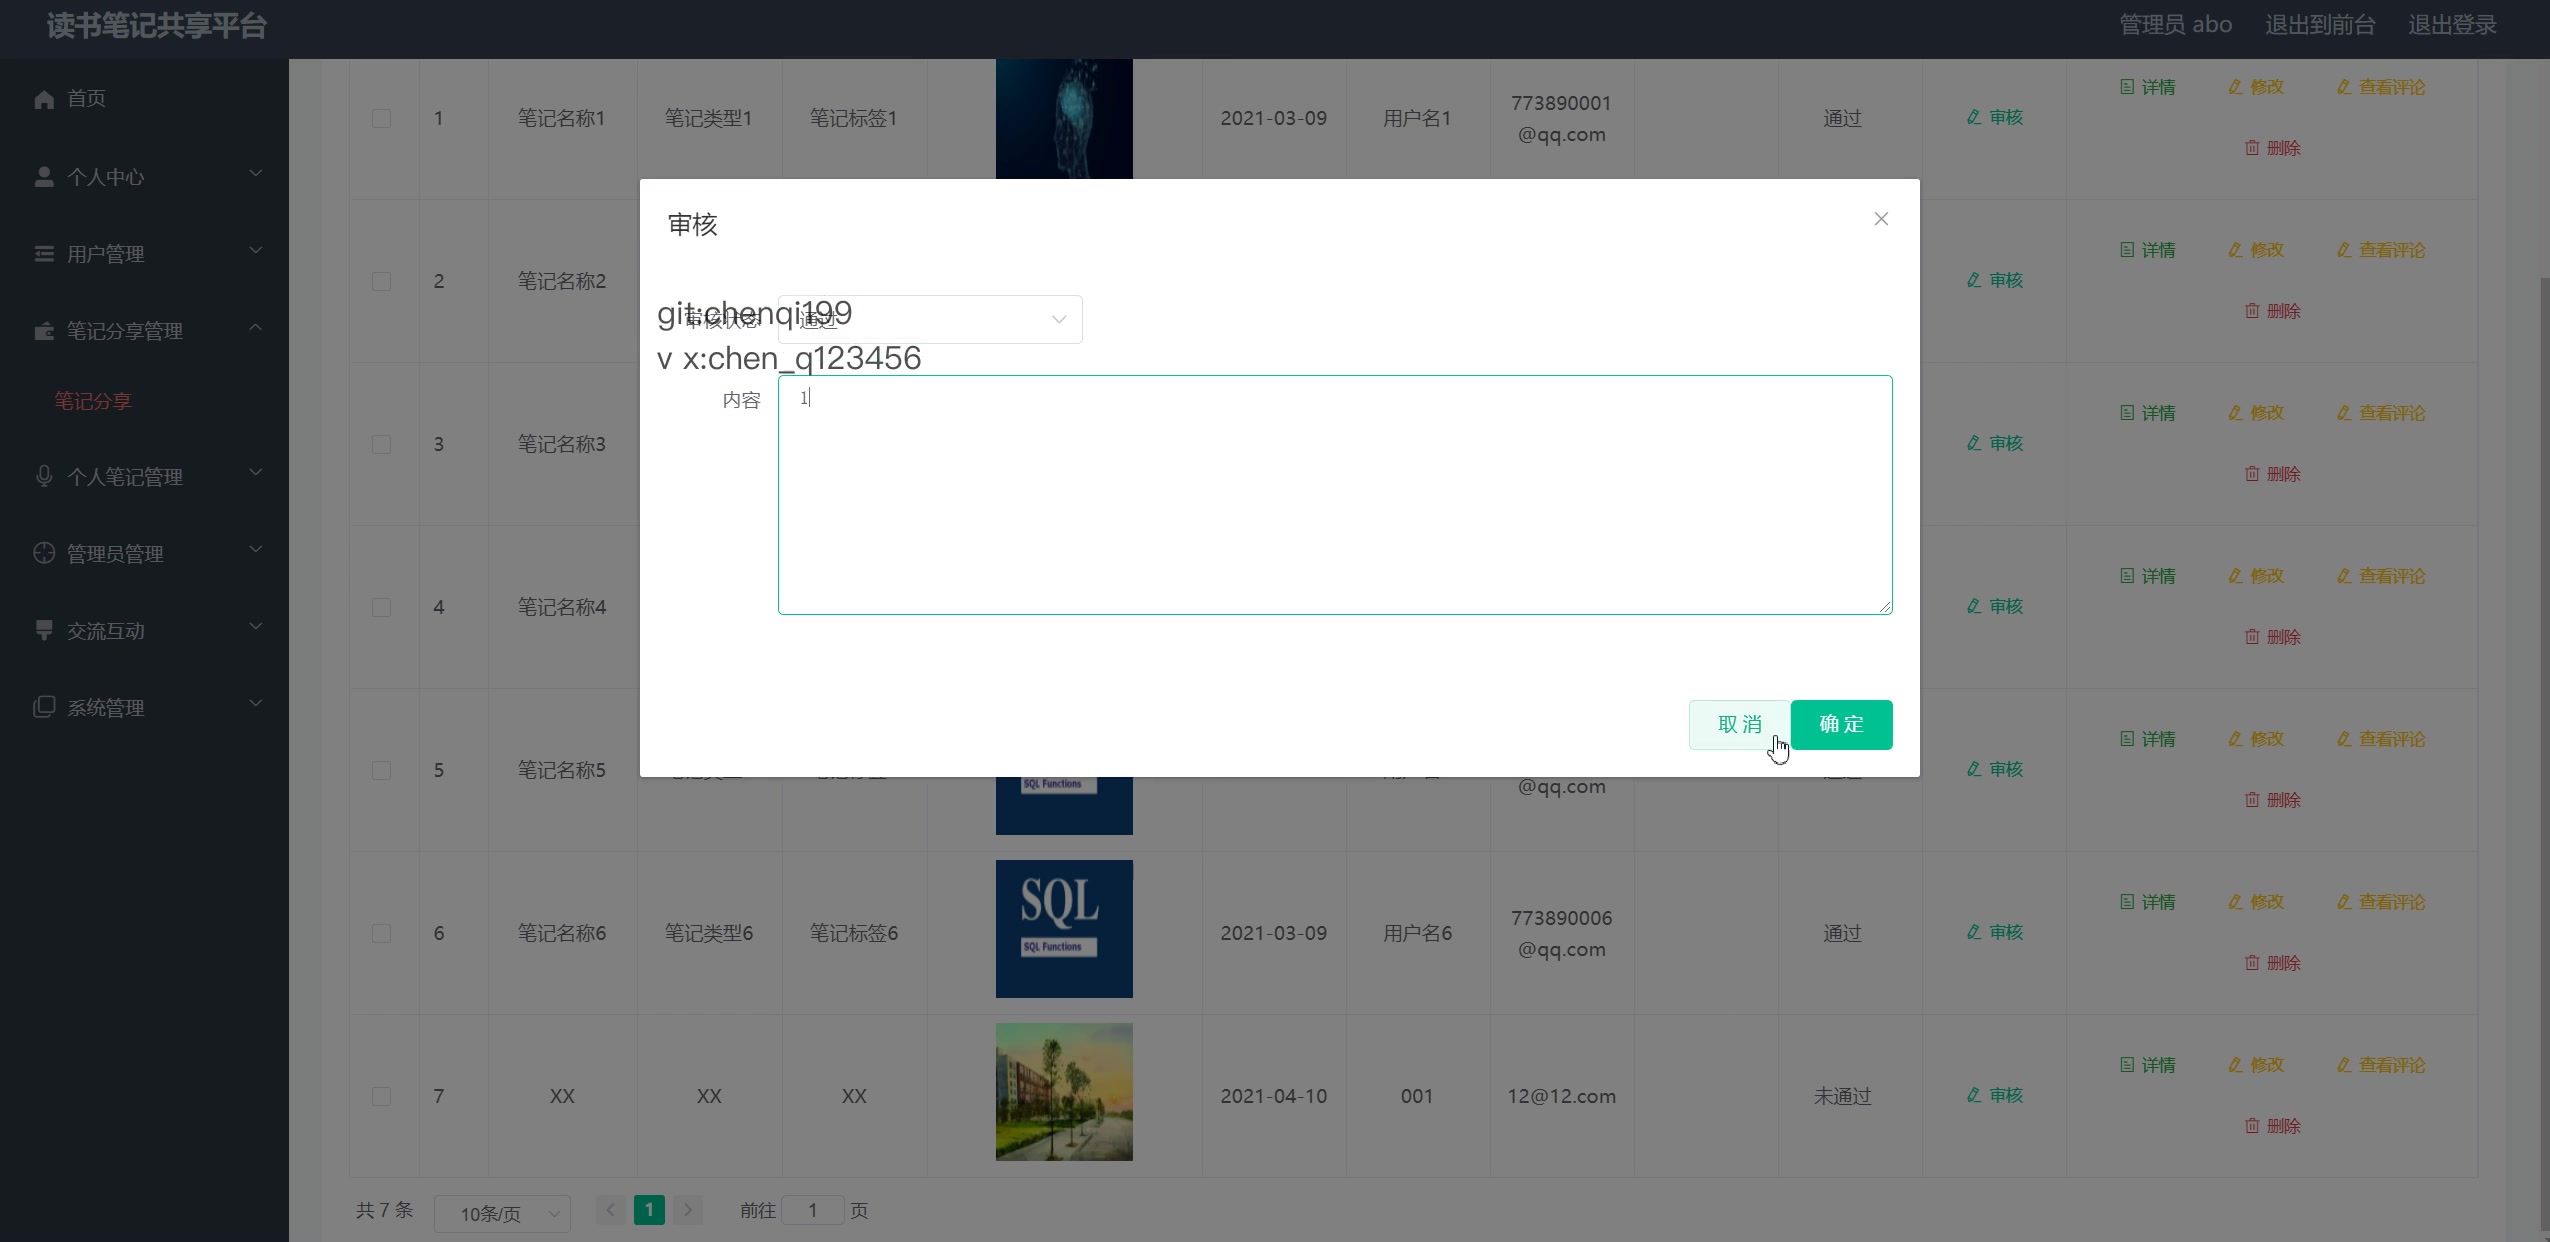 读书笔记共享平台
管理员 abo 退出到前台 退出登录
首页
个人中心
用户管理
笔记分享管理
笔记分享
个人笔记管理
管理员管理
交流互动
系统管理
1 笔记名称1 笔记类型1 笔记标签1 2021-03-09 用户名1 773890001 @qq.com 通过 审核 详情 修改 查看评论 删除
2 笔记名称2 审核 详情 修改 查看评论 删除
3 笔记名称3 审核 详情 修改 查看评论 删除
4 笔记名称4 审核 详情 修改 查看评论 删除
5 笔记名称5 SQL Functions @qq.com 审核 详情 修改 查看评论 删除
6 笔记名称6 笔记类型6 笔记标签6 SQL SQL Functions 2021-03-09 用户名6 773890006 @qq.com 通过 审核 详情 修改 查看评论 删除
7 XX XX XX 2021-04-10 001 12@12.com 未通过 审核 详情 修改 查看评论 删除
共 7 条 10条/页 1 前往 1 页
审核
git:chenqi199
审核状态 通过
v x:chen_q123456
内容 1
取消 确定